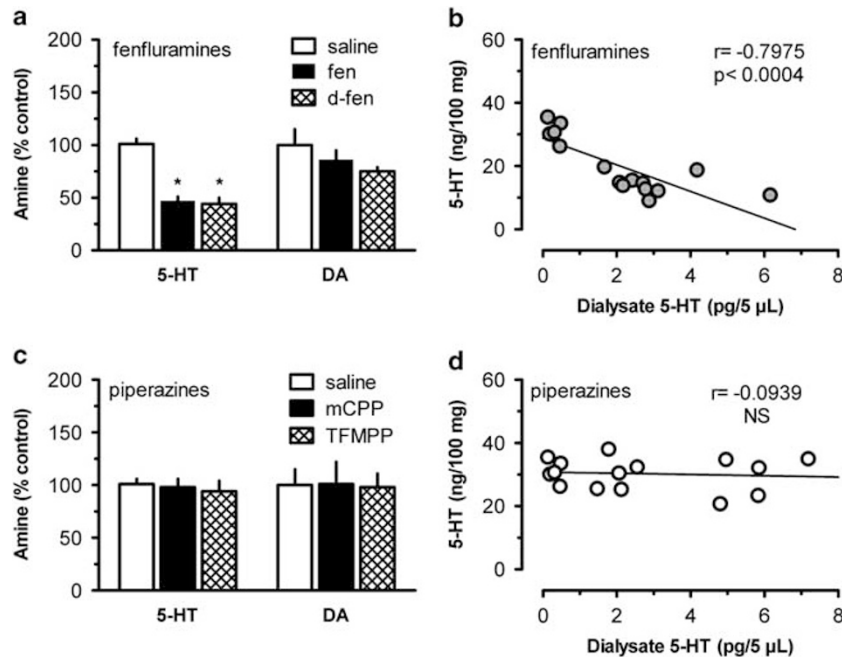 a
200
150
100
50
0
Amine (% control)
fenfluramines
saline
fen
d-fen
*
*
5-HT
DA
b
60
40
20
0
5-HT (ng/100 mg)
fenfluramines
r= -0.7975
p< 0.0004
0
2
4
6
8
Dialysate 5-HT (pg/5 µL)
c
200
150
100
50
0
Amine (% control)
piperazines
saline
mCPP
TFMPP
5-HT
DA
d
60
40
20
0
5-HT (ng/100 mg)
piperazines
r= -0.0939
NS
0
2
4
6
8
Dialysate 5-HT (pg/5 µL)